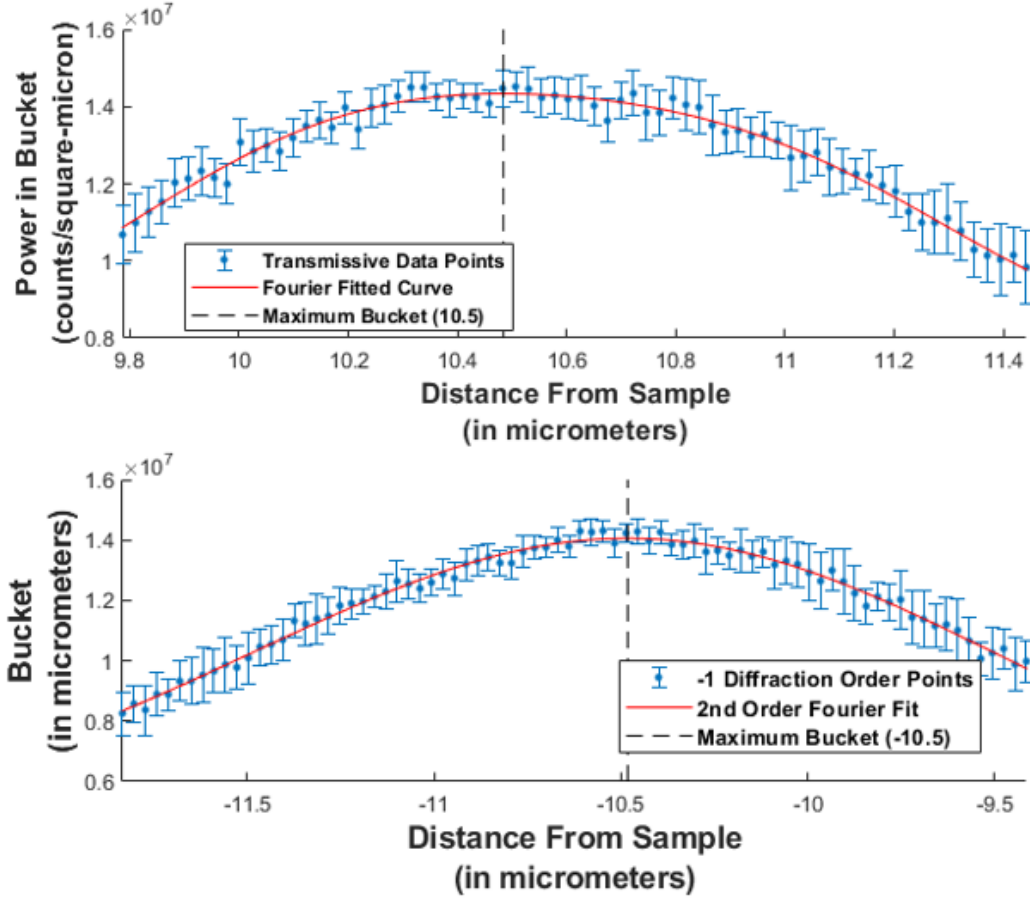 ×10⁷
1.6
1.4
1.2
1
0.8
Power in Bucket
(counts/square-micron)
Transmissive Data Points
Fourier Fitted Curve
Maximum Bucket (10.5)
9.8 10 10.2 10.4 10.6 10.8 11 11.2 11.4
Distance From Sample
(in micrometers)
×10⁷
1.6
1.4
1.2
1
0.8
0.6
Bucket
(in micrometers)
-1 Diffraction Order Points
2nd Order Fourier Fit
Maximum Bucket (-10.5)
-11.5 -11 -10.5 -10 -9.5
Distance From Sample
(in micrometers)